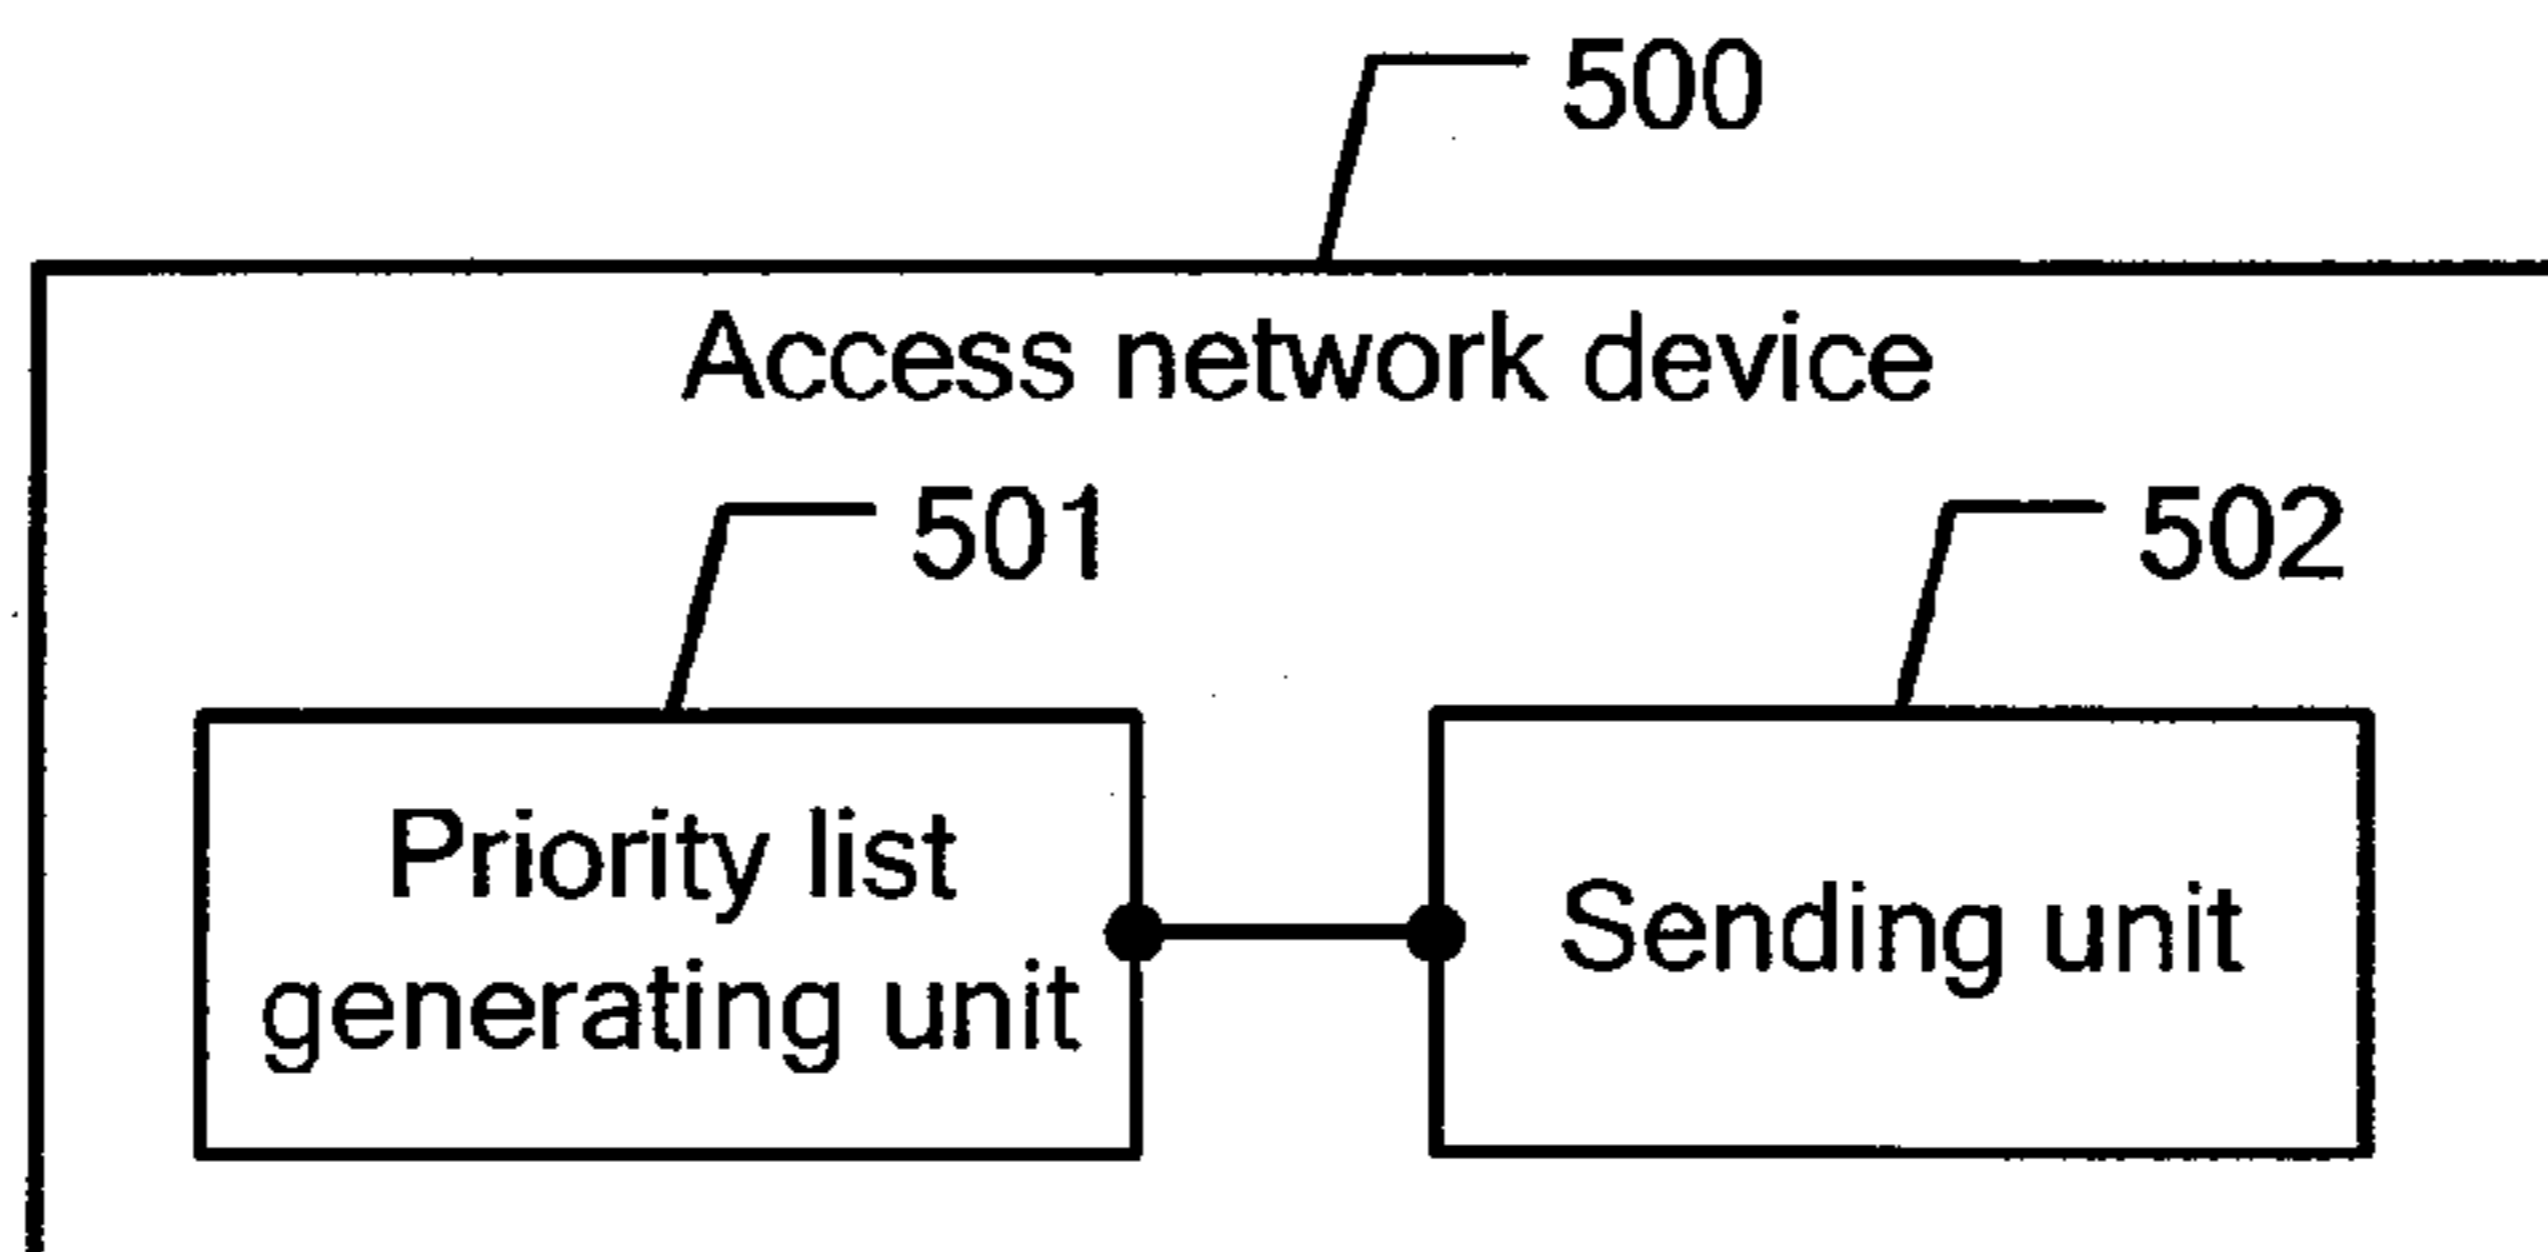 500
Access network device
501
502
Priority list
generating unit
Sending unit